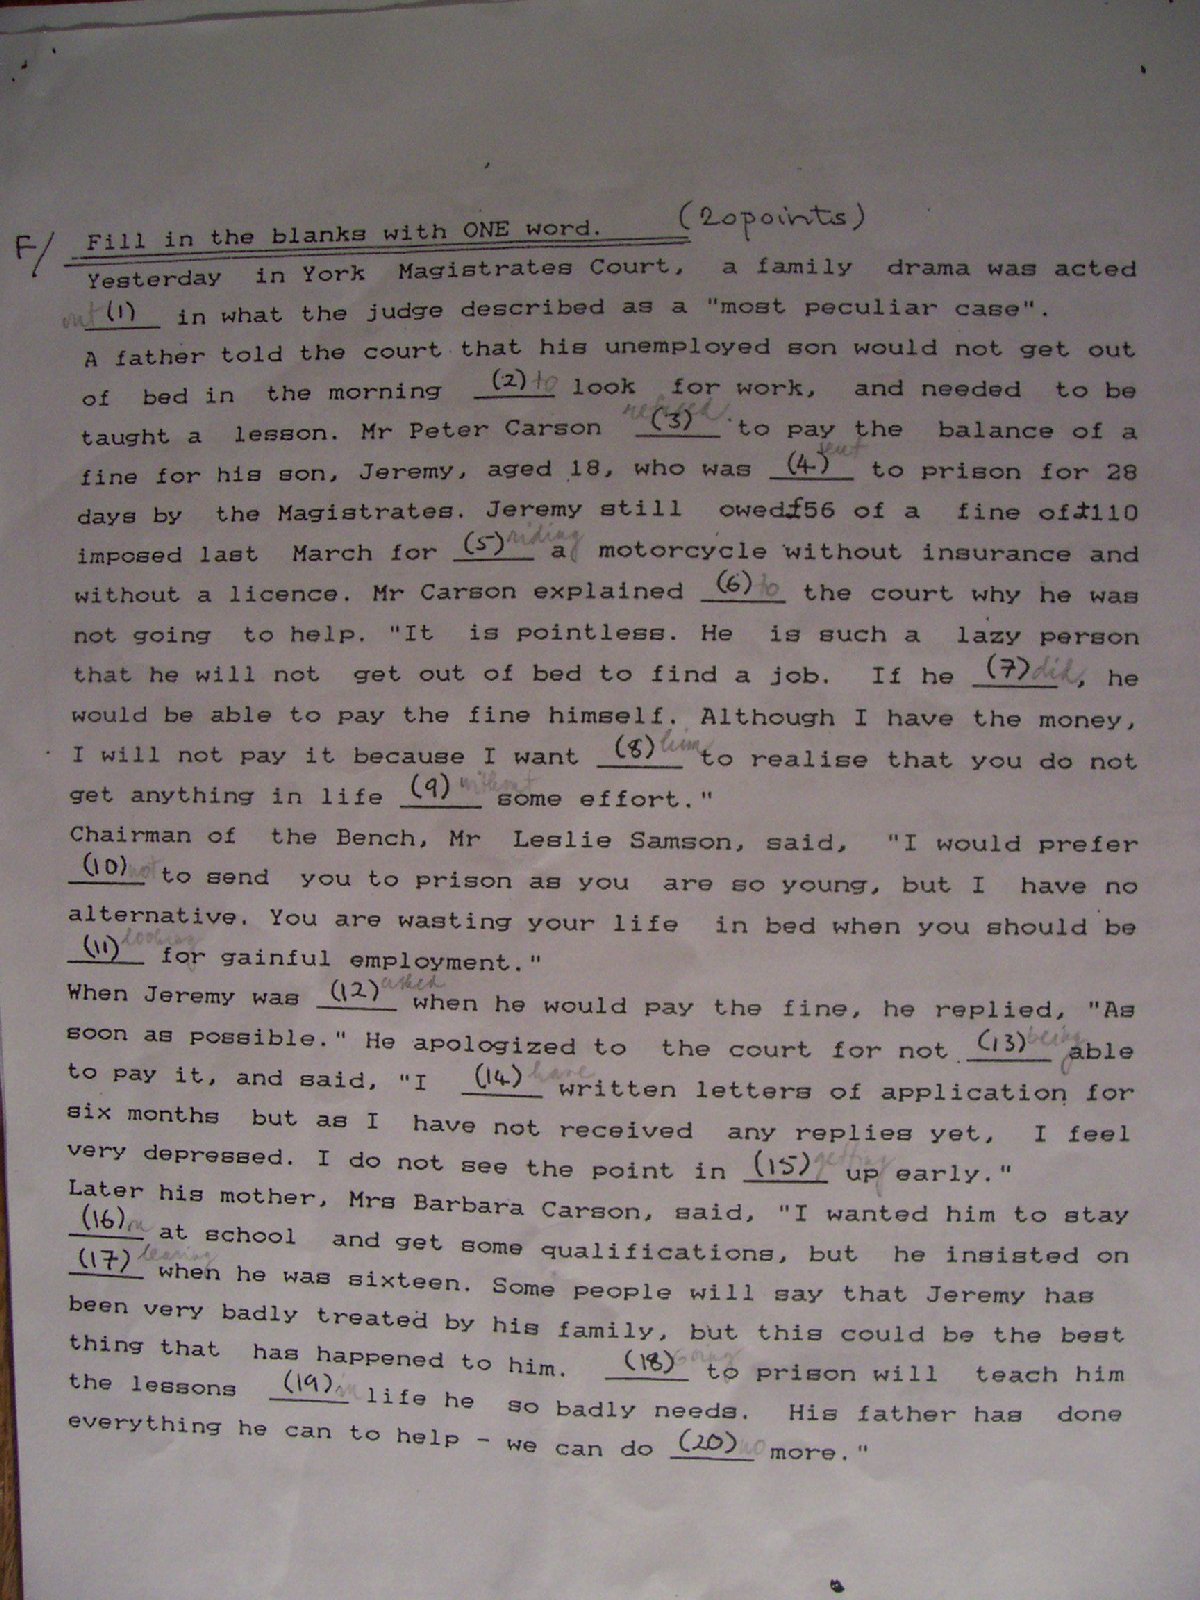 F/ Fill in the blanks with ONE word. (20points)
Yesterday in York Magistrates Court, a family drama was acted
out (1) in what the judge described as a "most peculiar case".
A father told the court that his unemployed son would not get out
of bed in the morning (2) to look for work, and needed to be
taught a lesson. Mr Peter Carson (3) refused to pay the balance of a
fine for his son, Jeremy, aged 18, who was (4) sent to prison for 28
days by the Magistrates. Jeremy still owed £56 of a fine of £110
imposed last March for (5) riding a motorcycle without insurance and
without a licence. Mr Carson explained (6) to the court why he was
not going to help. "It is pointless. He is such a lazy person
that he will not get out of bed to find a job. If he (7) did, he
would be able to pay the fine himself. Although I have the money,
I will not pay it because I want (8) him to realise that you do not
get anything in life (9) without some effort."
Chairman of the Bench, Mr Leslie Samson, said, "I would prefer
(10) not to send you to prison as you are so young, but I have no
alternative. You are wasting your life in bed when you should be
(11) looking for gainful employment."
When Jeremy was (12) asked when he would pay the fine, he replied, "As
soon as possible." He apologized to the court for not (13) being able
to pay it, and said, "I (14) have written letters of application for
six months but as I have not received any replies yet, I feel
very depressed. I do not see the point in (15) getting up early."
Later his mother, Mrs Barbara Carson, said, "I wanted him to stay
(16) on at school and get some qualifications, but he insisted on
(17) leaving when he was sixteen. Some people will say that Jeremy has
been very badly treated by his family, but this could be the best
thing that has happened to him. (18) Going to prison will teach him
the lessons (19) in life he so badly needs. His father has done
everything he can to help - we can do (20) no more."